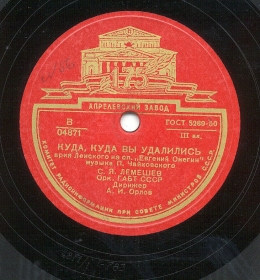 АПРЕЛЕВСКИЙ ЗАВОД
В
04871
ГОСТ 5289-50
III кл.
КУДА, КУДА ВЫ УДАЛИЛИСЬ
ария Ленского из оп. „Евгений Онегин"
музыка П. Чайковского
С. Я. ЛЕМЕШЕВ
Орк. ГАБТ СССР
Дирижер
А. И. Орлов
КОМИТЕТ РАДИОИНФОРМАЦИИ ПРИ СОВЕТЕ МИНИСТРОВ СССР